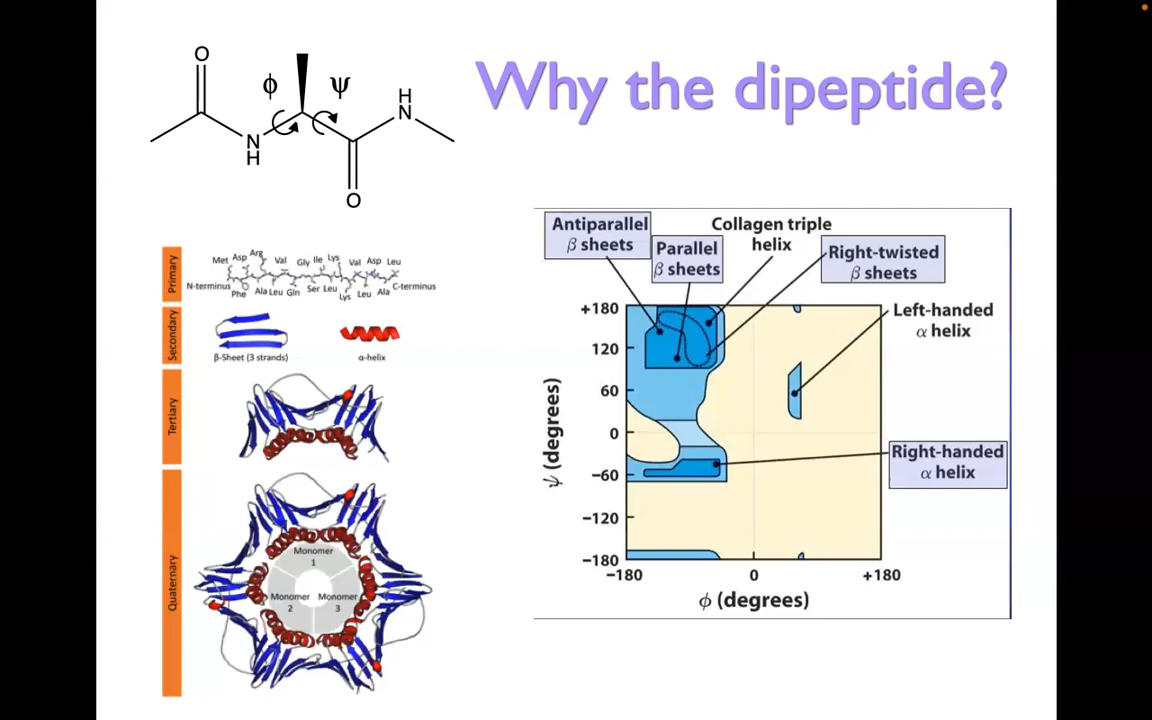 Why the dipeptide?
O
ϕ
ψ
H
N
N
H
O
Primary
Met Asp Arg Val Gly Ile Lys Val Asp Leu
N-terminus
C-terminus
Phe Ala Leu Gln Ser Leu Lys Leu Ala
Secondary
β-Sheet (3 strands)
α-helix
Tertiary
Quaternary
Monomer
1
Monomer
2
Monomer
3
Antiparallel
β sheets
Parallel
β sheets
Collagen triple
helix
Right-twisted
β sheets
Left-handed
α helix
Right-handed
α helix
ψ (degrees)
+180
120
60
0
−60
−120
−180
−180
0
+180
ϕ (degrees)